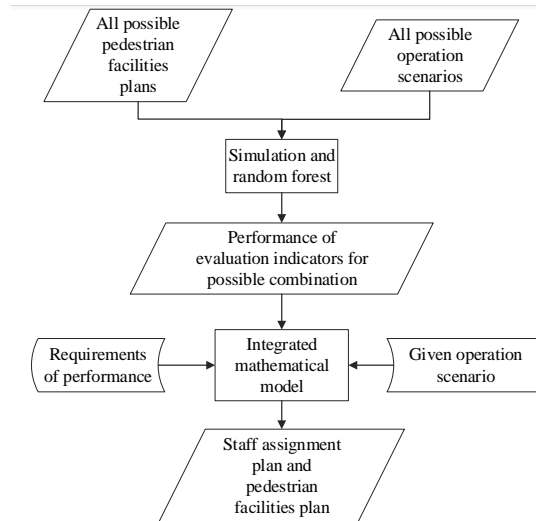 All possible
pedestrian
facilities
plans
All possible
operation
scenarios
Simulation and
random forest
Performance of
evaluation indicators for
possible combination
Requirements
of performance
Integrated
mathematical
model
Given operation
scenario
Staff assignment
plan and
pedestrian
facilities plan